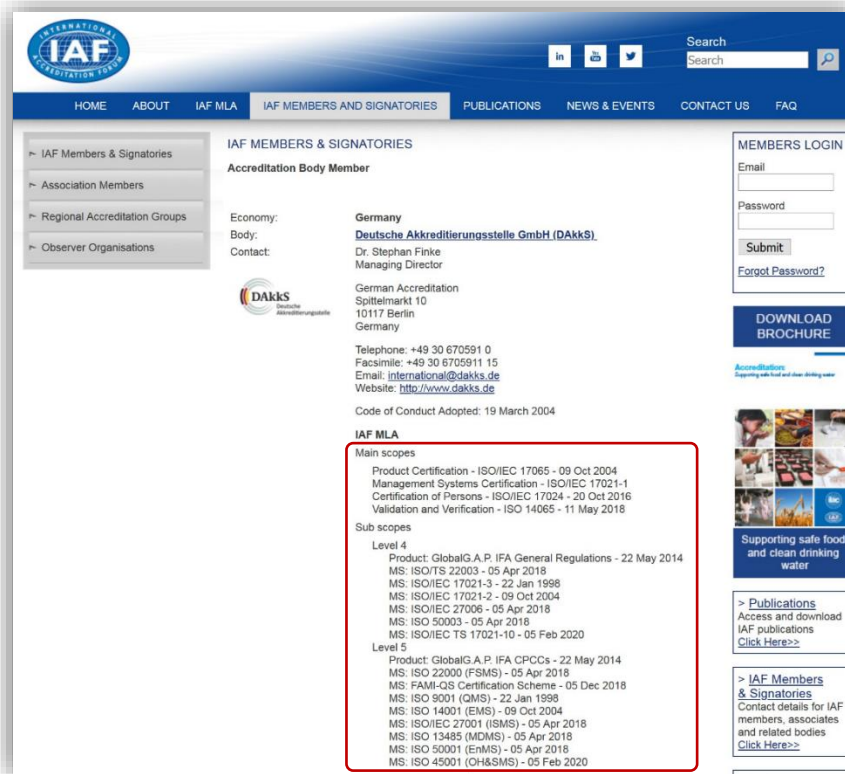 INTERNATIONAL
IAF
ACCREDITATION FORUM
in
You
Search
Search
HOME ABOUT IAF MLA IAF MEMBERS AND SIGNATORIES PUBLICATIONS NEWS & EVENTS CONTACT US FAQ
IAF Members & Signatories
Association Members
Regional Accreditation Groups
Observer Organisations
IAF MEMBERS & SIGNATORIES
Accreditation Body Member
Economy: Germany
Body: Deutsche Akkreditierungsstelle GmbH (DAkkS)
Contact: Dr. Stephan Finke
Managing Director
DAkkS
Deutsche
Akkreditierungsstelle
German Accreditation
Spittelmarkt 10
10117 Berlin
Germany
Telephone: +49 30 670591 0
Facsimile: +49 30 6705911 15
Email: international@dakks.de
Website: http://www.dakks.de
Code of Conduct Adopted: 19 March 2004
IAF MLA
Main scopes
Product Certification - ISO/IEC 17065 - 09 Oct 2004
Management Systems Certification - ISO/IEC 17021-1
Certification of Persons - ISO/IEC 17024 - 20 Oct 2016
Validation and Verification - ISO 14065 - 11 May 2018
Sub scopes
Level 4
Product: GlobalG.A.P. IFA General Regulations - 22 May 2014
MS: ISO/TS 22003 - 05 Apr 2018
MS: ISO/IEC 17021-3 - 22 Jan 1998
MS: ISO/IEC 17021-2 - 09 Oct 2004
MS: ISO/IEC 27006 - 05 Apr 2018
MS: ISO 50003 - 05 Apr 2018
MS: ISO/IEC TS 17021-10 - 05 Feb 2020
Level 5
Product: GlobalG.A.P. IFA CPCCs - 22 May 2014
MS: ISO 22000 (FSMS) - 05 Apr 2018
MS: FAMI-QS Certification Scheme - 05 Dec 2018
MS: ISO 9001 (QMS) - 22 Jan 1998
MS: ISO 14001 (EMS) - 09 Oct 2004
MS: ISO/IEC 27001 (ISMS) - 05 Apr 2018
MS: ISO 13485 (MDMS) - 05 Apr 2018
MS: ISO 50001 (EnMS) - 05 Apr 2018
MS: ISO 45001 (OH&SMS) - 05 Feb 2020
MEMBERS LOGIN
Email
Password
Submit
Forgot Password?
DOWNLOAD
BROCHURE
Accreditation:
Supporting safe food and clean drinking water
Supporting safe food
and clean drinking
water
> Publications
Access and download
IAF publications
Click Here>>
> IAF Members
& Signatories
Contact details for IAF
members, associates
and related bodies
Click Here>>